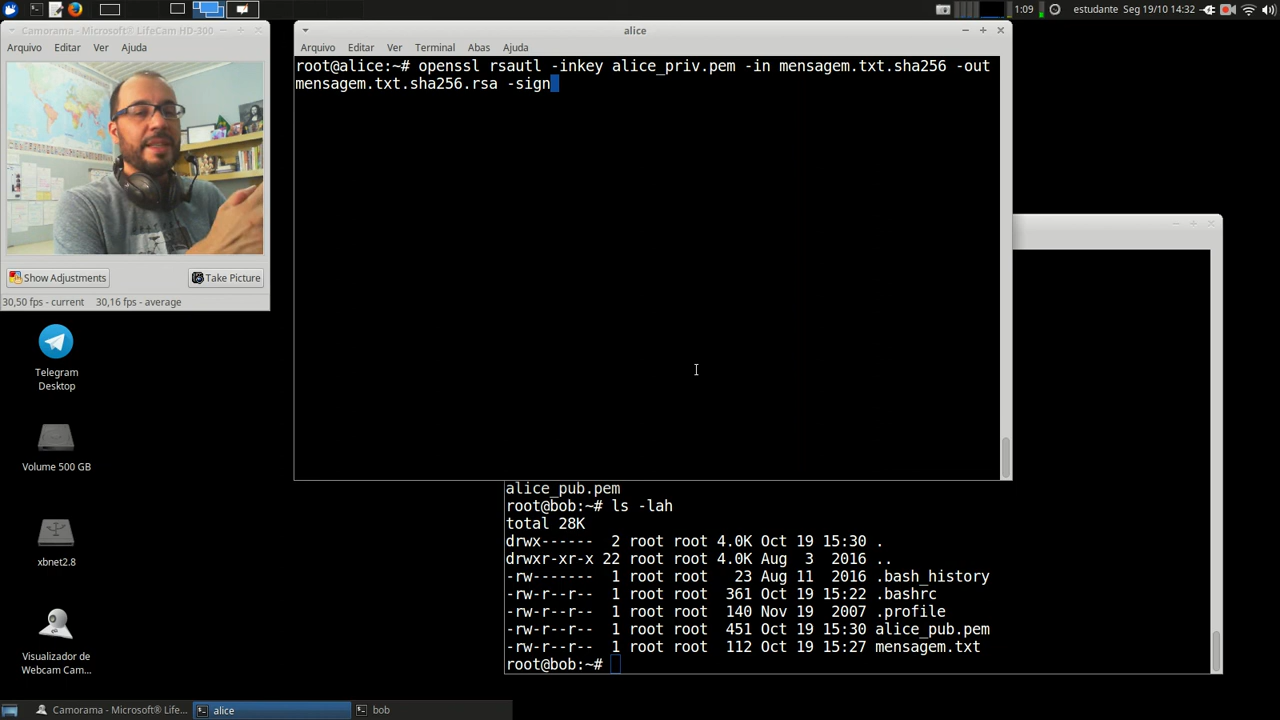 1:09
estudante
Seg 19/10 14:32
Camorama - Microsoft® LifeCam HD-300
Arquivo Editar Ver Ajuda
Show Adjustments
Take Picture
30,50 fps - current 30,16 fps - average
Telegram
Desktop
Volume 500 GB
xbnet2.8
Visualizador de
Webcam Cam...
alice
Arquivo Editar Ver Terminal Abas Ajuda
root@alice:~# openssl rsautl -inkey alice_priv.pem -in mensagem.txt.sha256 -out
mensagem.txt.sha256.rsa -sign
alice_pub.pem
root@bob:~# ls -lah
total 28K
drwx------ 2 root root 4.0K Oct 19 15:30 .
drwxr-xr-x 22 root root 4.0K Aug 3 2016 ..
-rw------- 1 root root 23 Aug 11 2016 .bash_history
-rw-r--r-- 1 root root 361 Oct 19 15:22 .bashrc
-rw-r--r-- 1 root root 140 Nov 19 2007 .profile
-rw-r--r-- 1 root root 451 Oct 19 15:30 alice_pub.pem
-rw-r--r-- 1 root root 112 Oct 19 15:27 mensagem.txt
root@bob:~#
Camorama - Microsoft® LifeC...
alice
bob